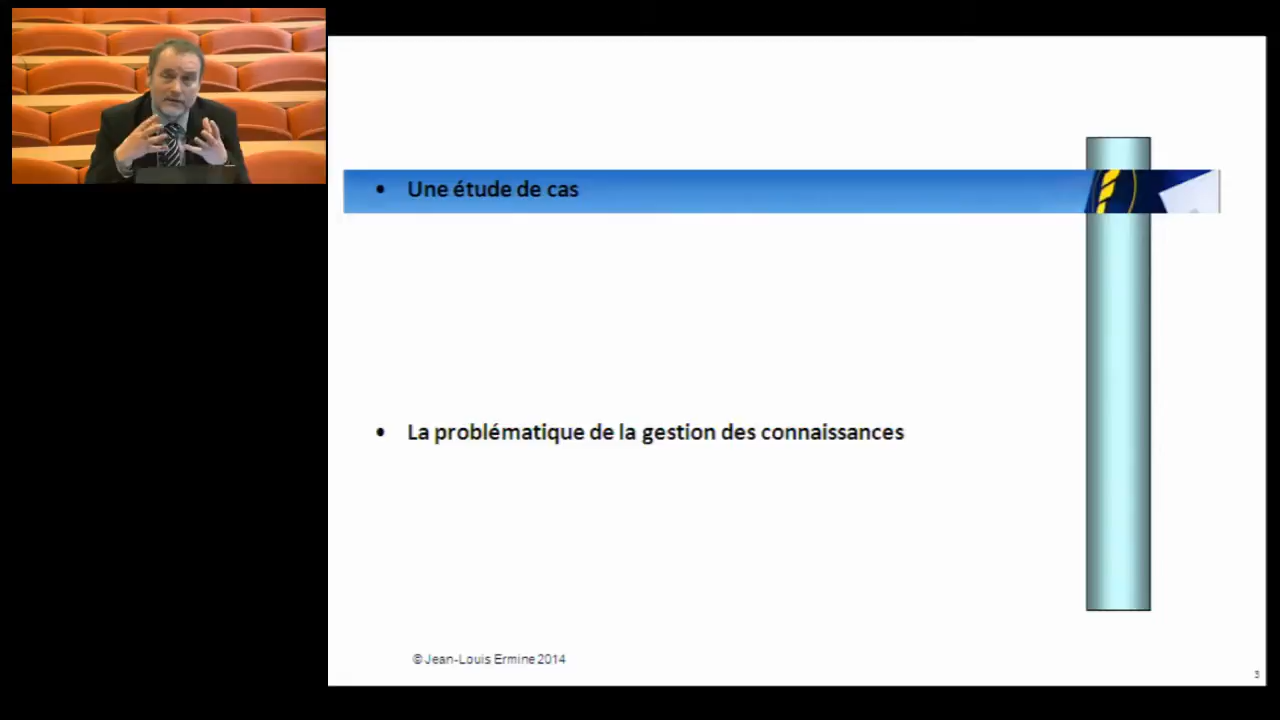 • Une étude de cas
• La problématique de la gestion des connaissances
© Jean-Louis Ermine 2014
3